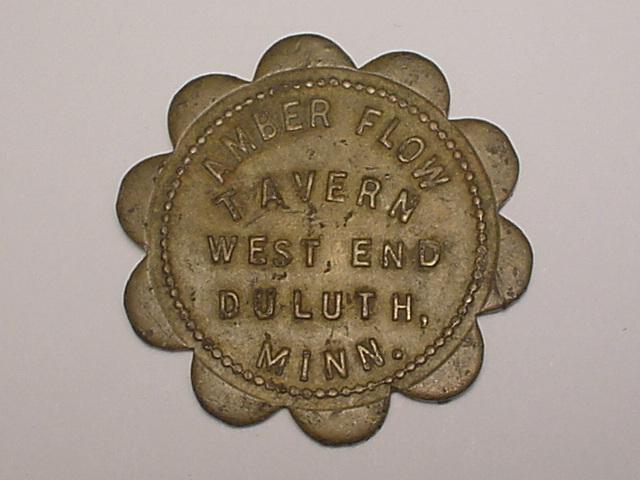 AMBER FLOW
TAVERN
WEST END
DULUTH,
MINN.